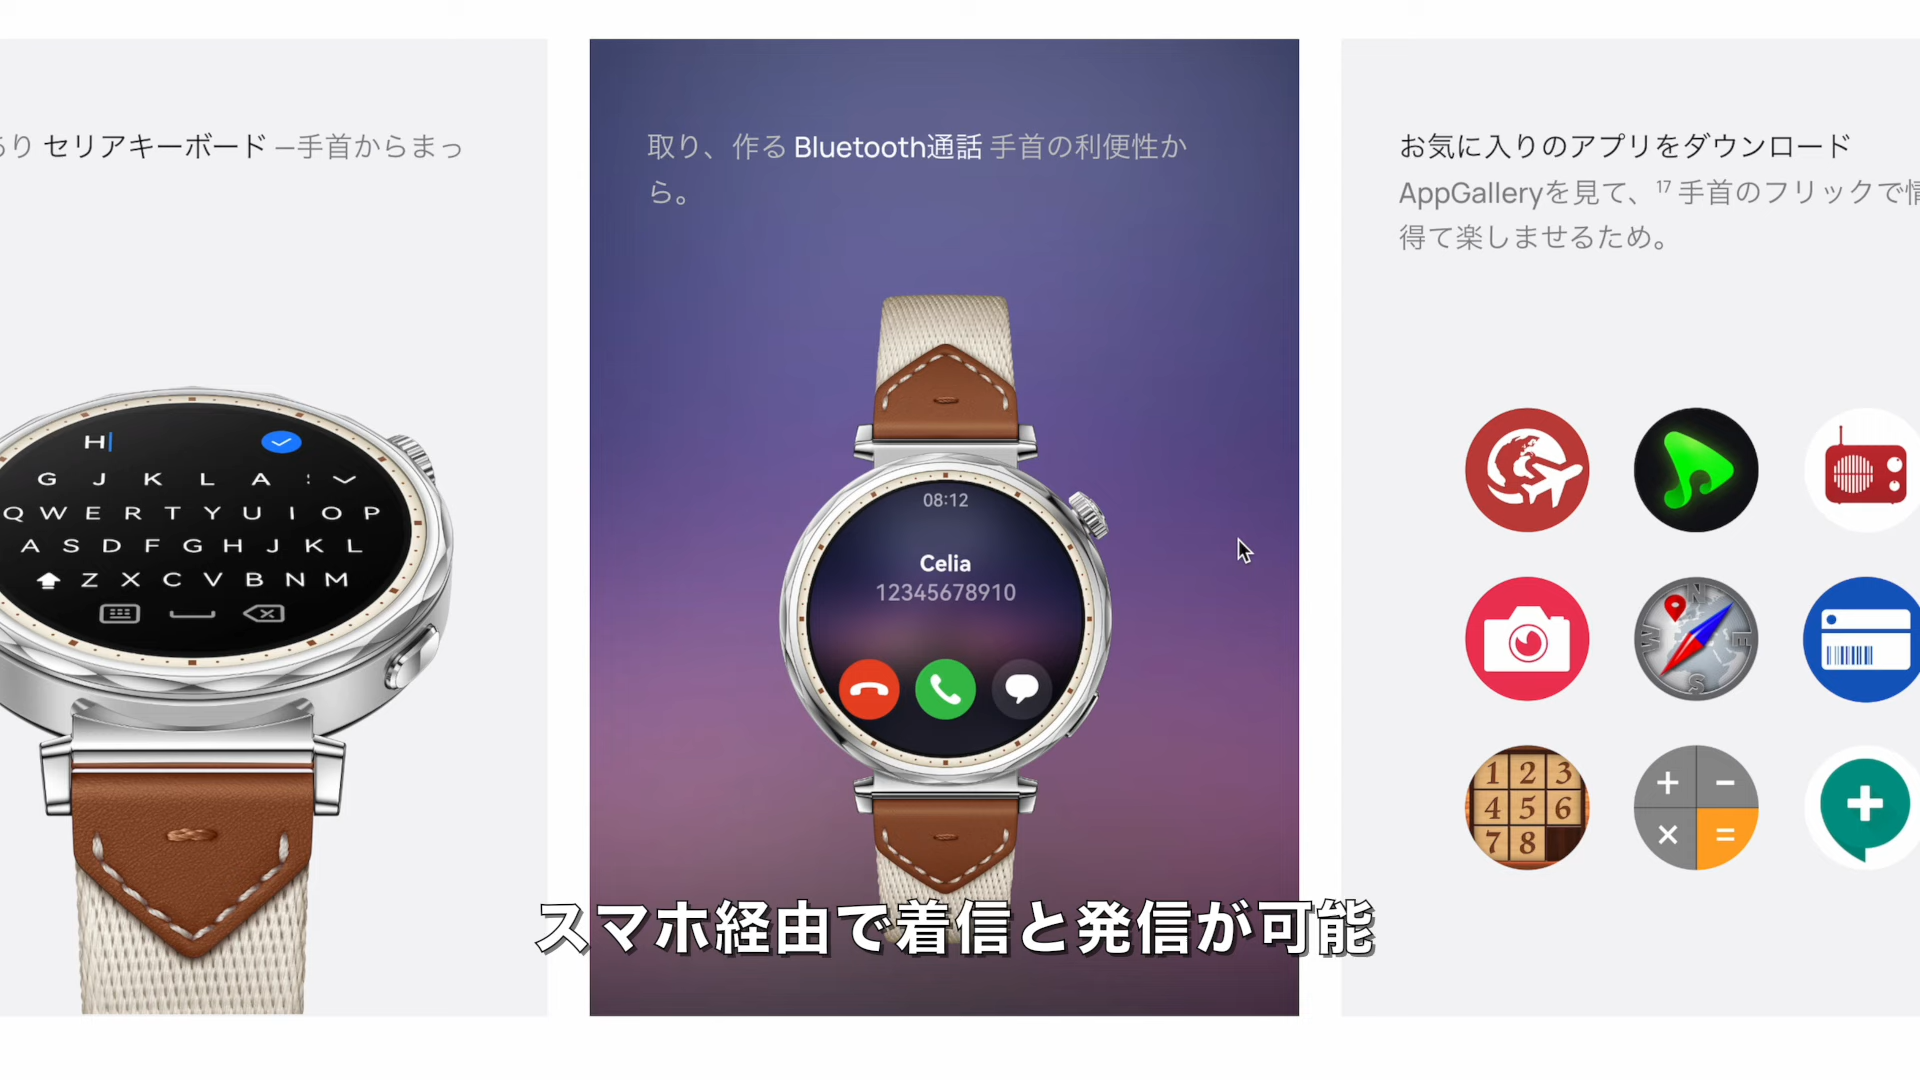 り セリアキーボード —手首からまっ
H
G J K L A :
Q W E R T Y U I O P
A S D F G H J K L
Z X C V B N M
取り、作る Bluetooth通話 手首の利便性か
ら。
08:12
Celia
12345678910
お気に入りのアプリをダウンロード
AppGalleryを見て、17 手首のフリックで情
得て楽しませるため。
N
W E
S
1 2 3
4 5 6
7 8
+ −
× =
+
スマホ経由で着信と発信が可能